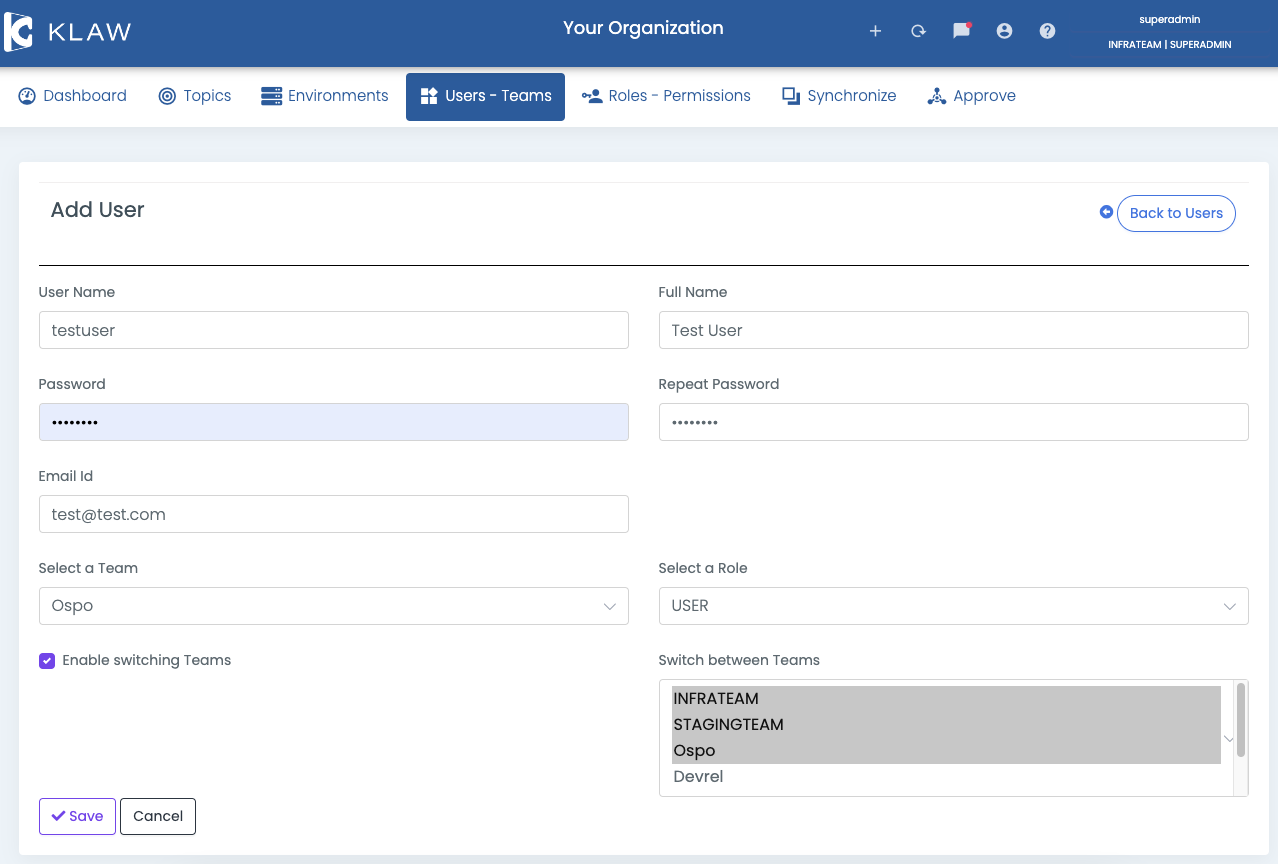 KLAW
Your Organization
superadmin
INFRATEAM | SUPERADMIN
Dashboard
Topics
Environments
Users - Teams
Roles - Permissions
Synchronize
Approve
Add User
Back to Users
User Name
Full Name
testuser
Test User
Password
Repeat Password
••••••••
••••••••
Email Id
test@test.com
Select a Team
Select a Role
Ospo
USER
Enable switching Teams
Switch between Teams
INFRATEAM
STAGINGTEAM
Ospo
Devrel
Save
Cancel